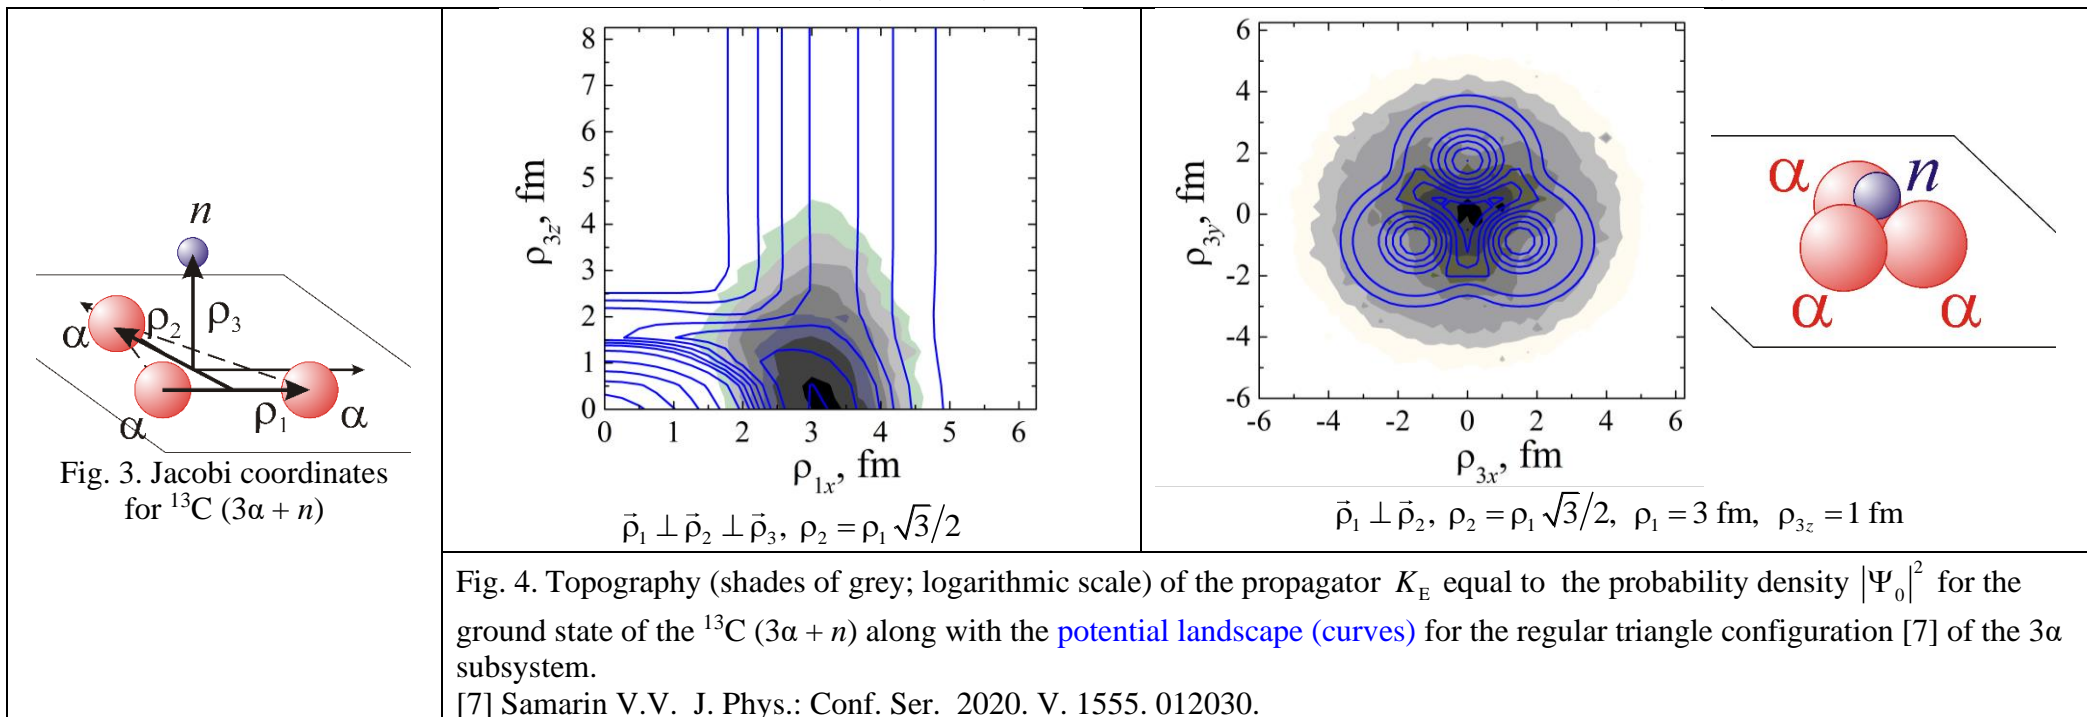 n
α
ρ₂
ρ₃
α
ρ₁
α
Fig. 3. Jacobi coordinates
for ¹³C (3α + n)
8
7
6
5
4
3
2
1
0
ρ₃z, fm
0 1 2 3 4 5 6
ρ₁x, fm
ρ⃗₁ ⊥ ρ⃗₂ ⊥ ρ⃗₃, ρ₂ = ρ₁√3/2
6
4
2
0
-2
-4
-6
ρ₃y, fm
-6 -4 -2 0 2 4 6
ρ₃x, fm
α
n
α
α
ρ⃗₁ ⊥ ρ⃗₂, ρ₂ = ρ₁√3/2, ρ₁ = 3 fm, ρ₃z = 1 fm
Fig. 4. Topography (shades of grey; logarithmic scale) of the propagator K_E equal to the probability density |Ψ₀|² for the
ground state of the ¹³C (3α + n) along with the potential landscape (curves) for the regular triangle configuration [7] of the 3α
subsystem.
[7] Samarin V.V. J. Phys.: Conf. Ser. 2020. V. 1555. 012030.